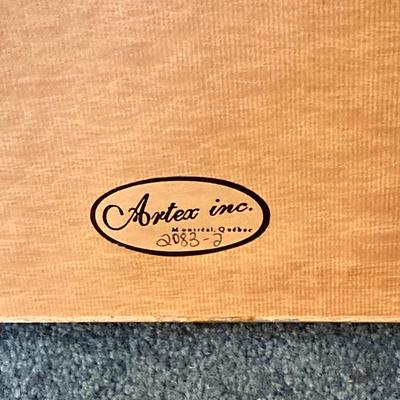 Artex inc.
Montréal, Québec
2083-2